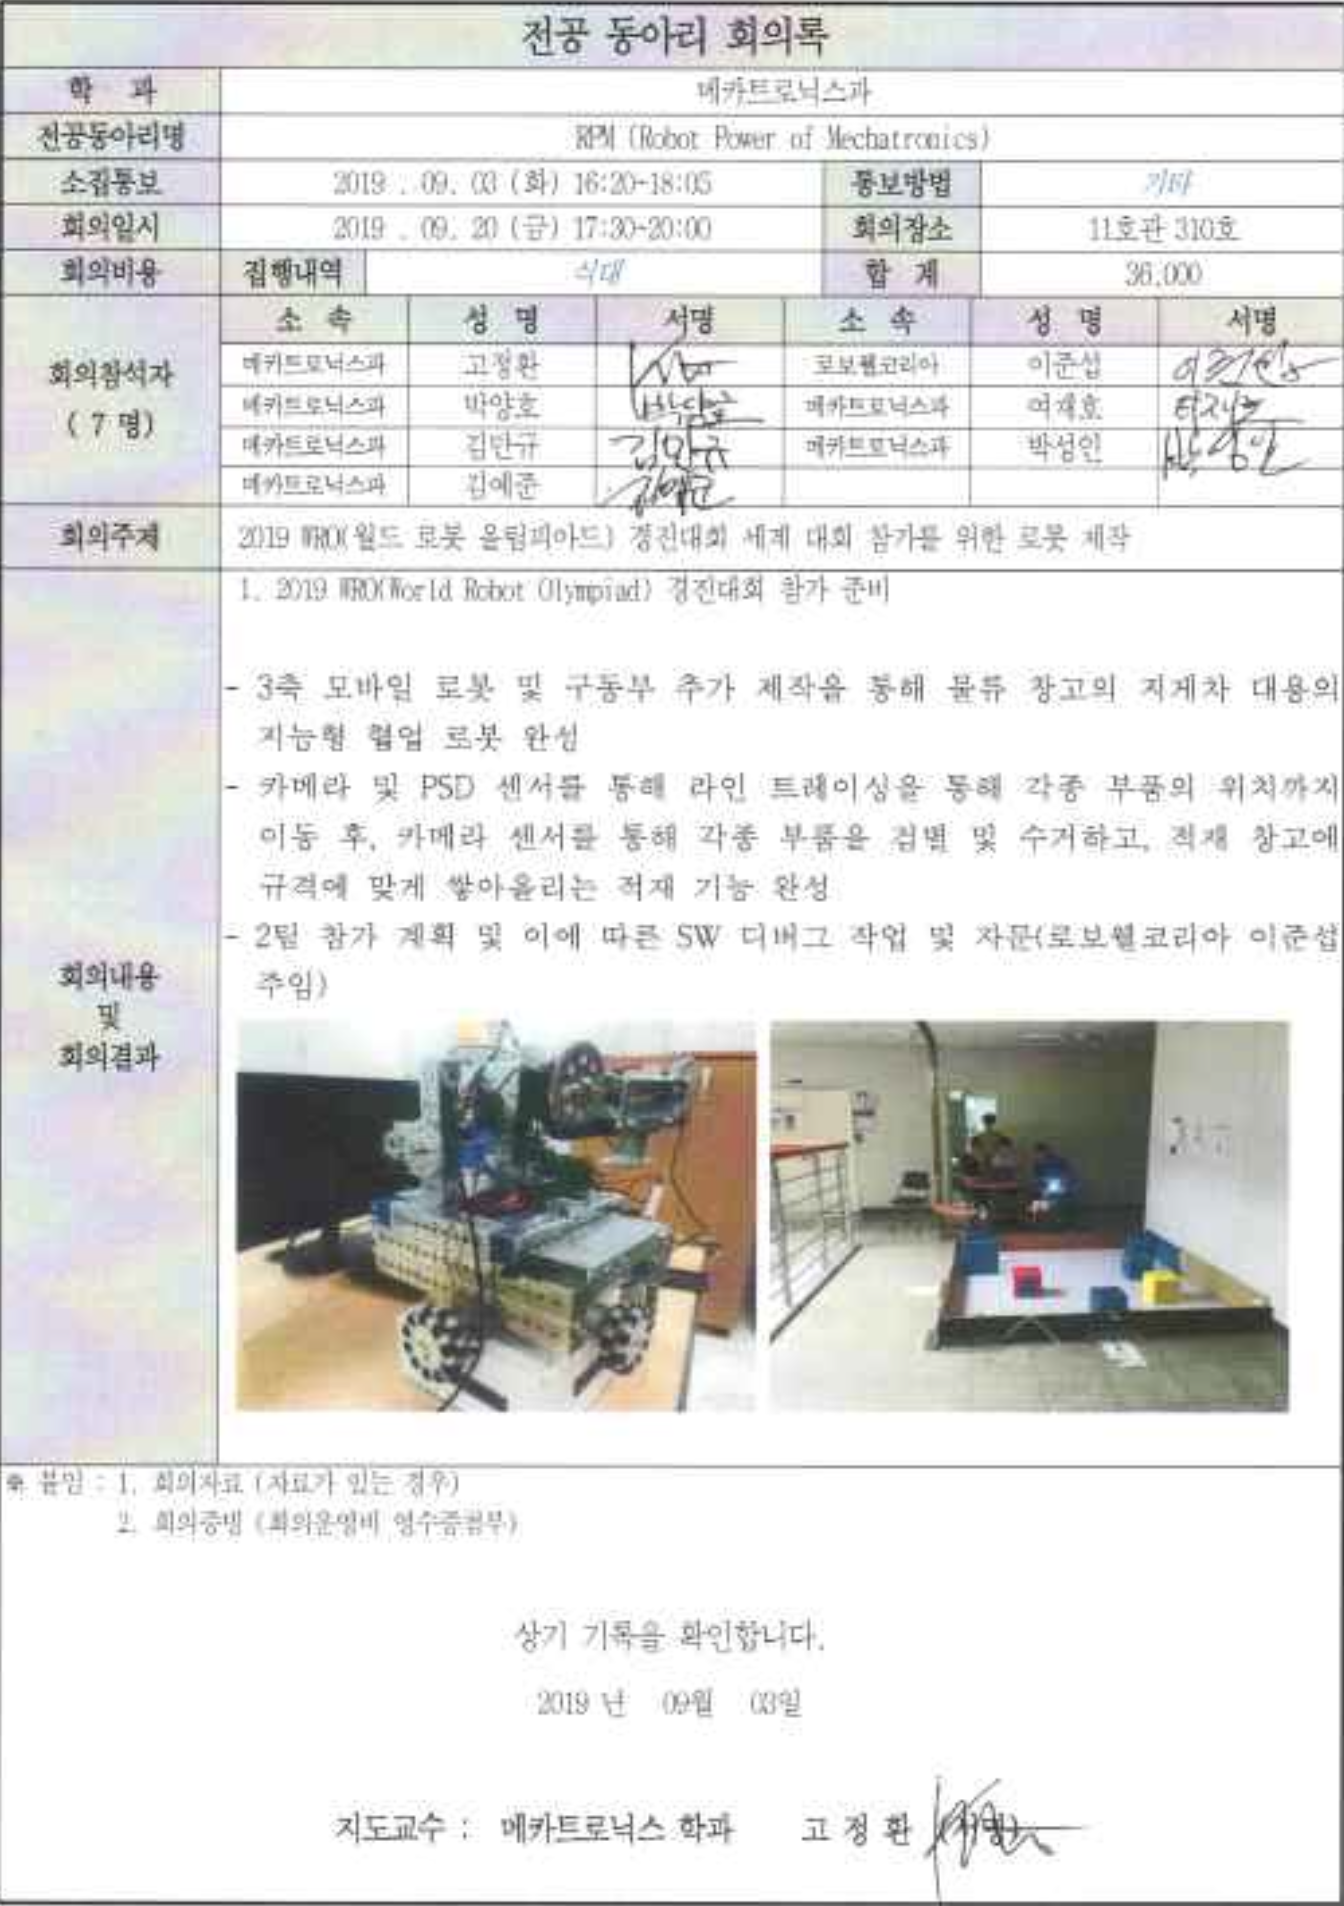 전공 동아리 회의록
학 과 메카트로닉스과
전공동아리명 RPM (Robot Power of Mechatronics)
소집통보 2019 . 09. 03 (화) 16:20~18:05 통보방법 기타
회의일시 2019 . 09. 20 (금) 17:30~20:00 회의장소 11호관 310호
회의비용 집행내역 식대 합 계 36,000
회의참석자
( 7 명)
소 속 성 명 서명 소 속 성 명 서명
메카트로닉스과 고정환 로보웰코리아 이준섭 이준섭
메카트로닉스과 박양호 메카트로닉스과 여재호 여재호
메카트로닉스과 김만규 김만규 메카트로닉스과 박성인 박성인
메카트로닉스과 김예준 김예준
회의주제 2019 WRO(월드 로봇 올림피아드) 경진대회 세계 대회 참가를 위한 로봇 제작
회의내용
및
회의결과
1. 2019 WRO(World Robot Olympiad) 경진대회 참가 준비
- 3축 모바일 로봇 및 구동부 추가 제작을 통해 물류 창고의 지게차 대용의
지능형 협업 로봇 완성
- 카메라 및 PSD 센서를 통해 라인 트레이싱을 통해 각종 부품의 위치까지
이동 후, 카메라 센서를 통해 각종 부품을 검별 및 수거하고, 적재 창고에
규격에 맞게 쌓아올리는 적재 기능 완성
- 2팀 참가 계획 및 이에 따른 SW 디버그 작업 및 자문(로보웰코리아 이준섭
주임)
※ 붙임 : 1. 회의자료 (자료가 있는 경우)
2. 회의증빙 (회의운영비 영수증첨부)
상기 기록을 확인합니다.
2019 년 09월 03일
지도교수 : 메카트로닉스 학과 고 정 환 (서명)